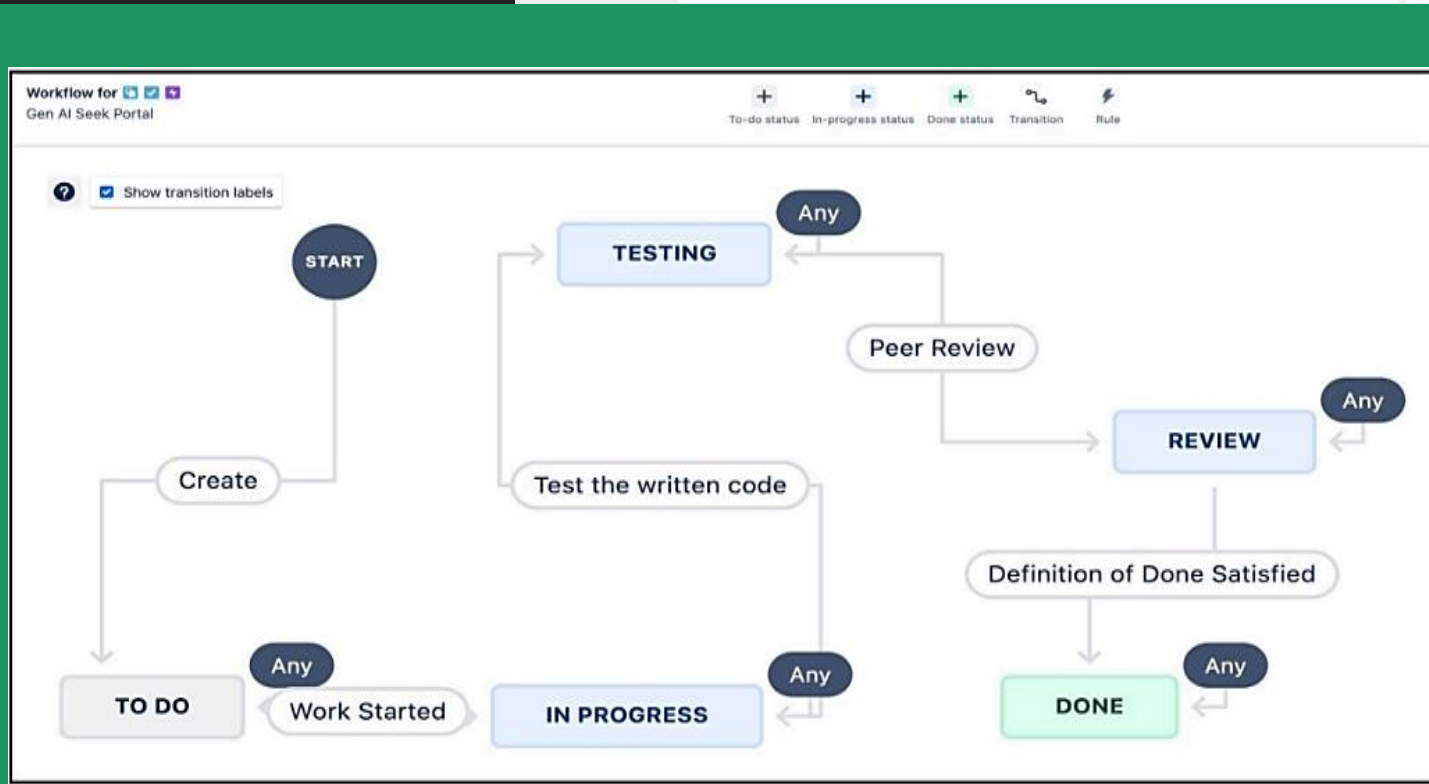 Workflow for
Gen AI Seek Portal
To-do status
In-progress status
Done status
Transition
Rule
?
Show transition labels
START
TESTING
Any
Peer Review
Any
REVIEW
Create
Test the written code
Definition of Done Satisfied
Any
Any
Any
TO DO
Work Started
IN PROGRESS
DONE